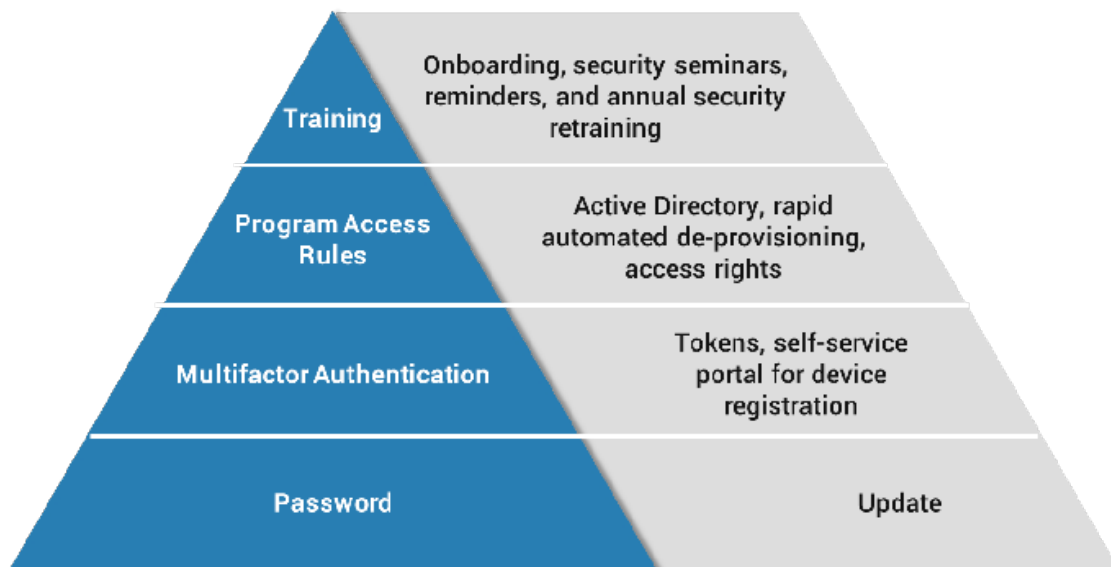 Training
Onboarding, security seminars,
reminders, and annual security
retraining
Program Access
Rules
Active Directory, rapid
automated de-provisioning,
access rights
Multifactor Authentication
Tokens, self-service
portal for device
registration
Password
Update